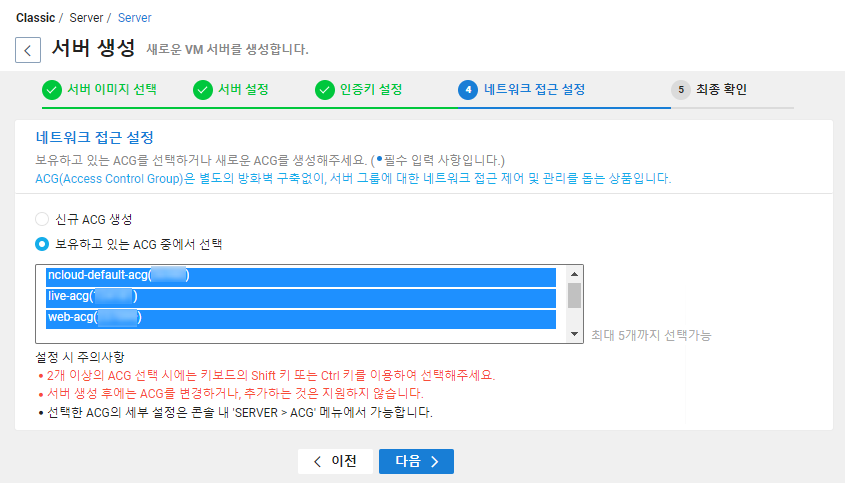 Classic / Server / Server
서버 생성 새로운 VM 서버를 생성합니다.
서버 이미지 선택 서버 설정 인증키 설정 4 네트워크 접근 설정 5 최종 확인
네트워크 접근 설정
보유하고 있는 ACG를 선택하거나 새로운 ACG를 생성해주세요. (•필수 입력 사항입니다.)
ACG(Access Control Group)은 별도의 방화벽 구축없이, 서버 그룹에 대한 네트워크 접근 제어 및 관리를 돕는 상품입니다.
신규 ACG 생성
보유하고 있는 ACG 중에서 선택
ncloud-default-acg( )
live-acg( )
web-acg( )
최대 5개까지 선택가능
설정 시 주의사항
• 2개 이상의 ACG 선택 시에는 키보드의 Shift 키 또는 Ctrl 키를 이용하여 선택해주세요.
• 서버 생성 후에는 ACG를 변경하거나, 추가하는 것은 지원하지 않습니다.
• 선택한 ACG의 세부 설정은 콘솔 내 'SERVER > ACG' 메뉴에서 가능합니다.
< 이전 다음 >